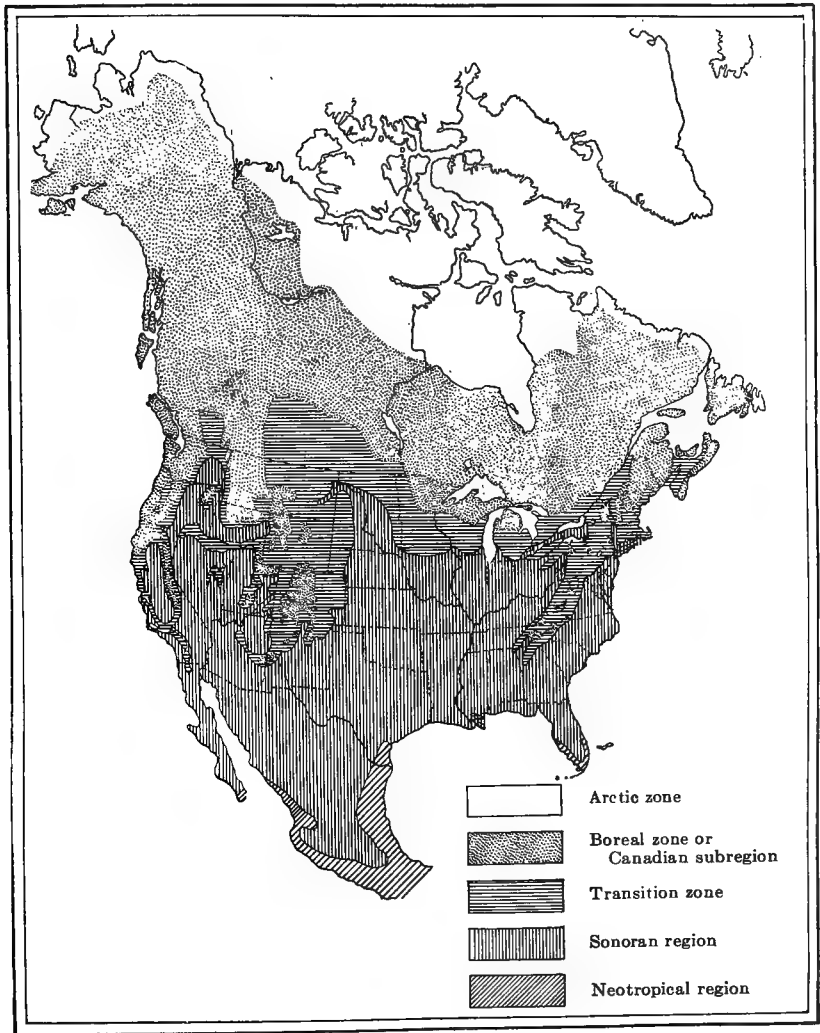 Arctic zone
Boreal zone or
Canadian subregion
Transition zone
Sonoran region
Neotropical region